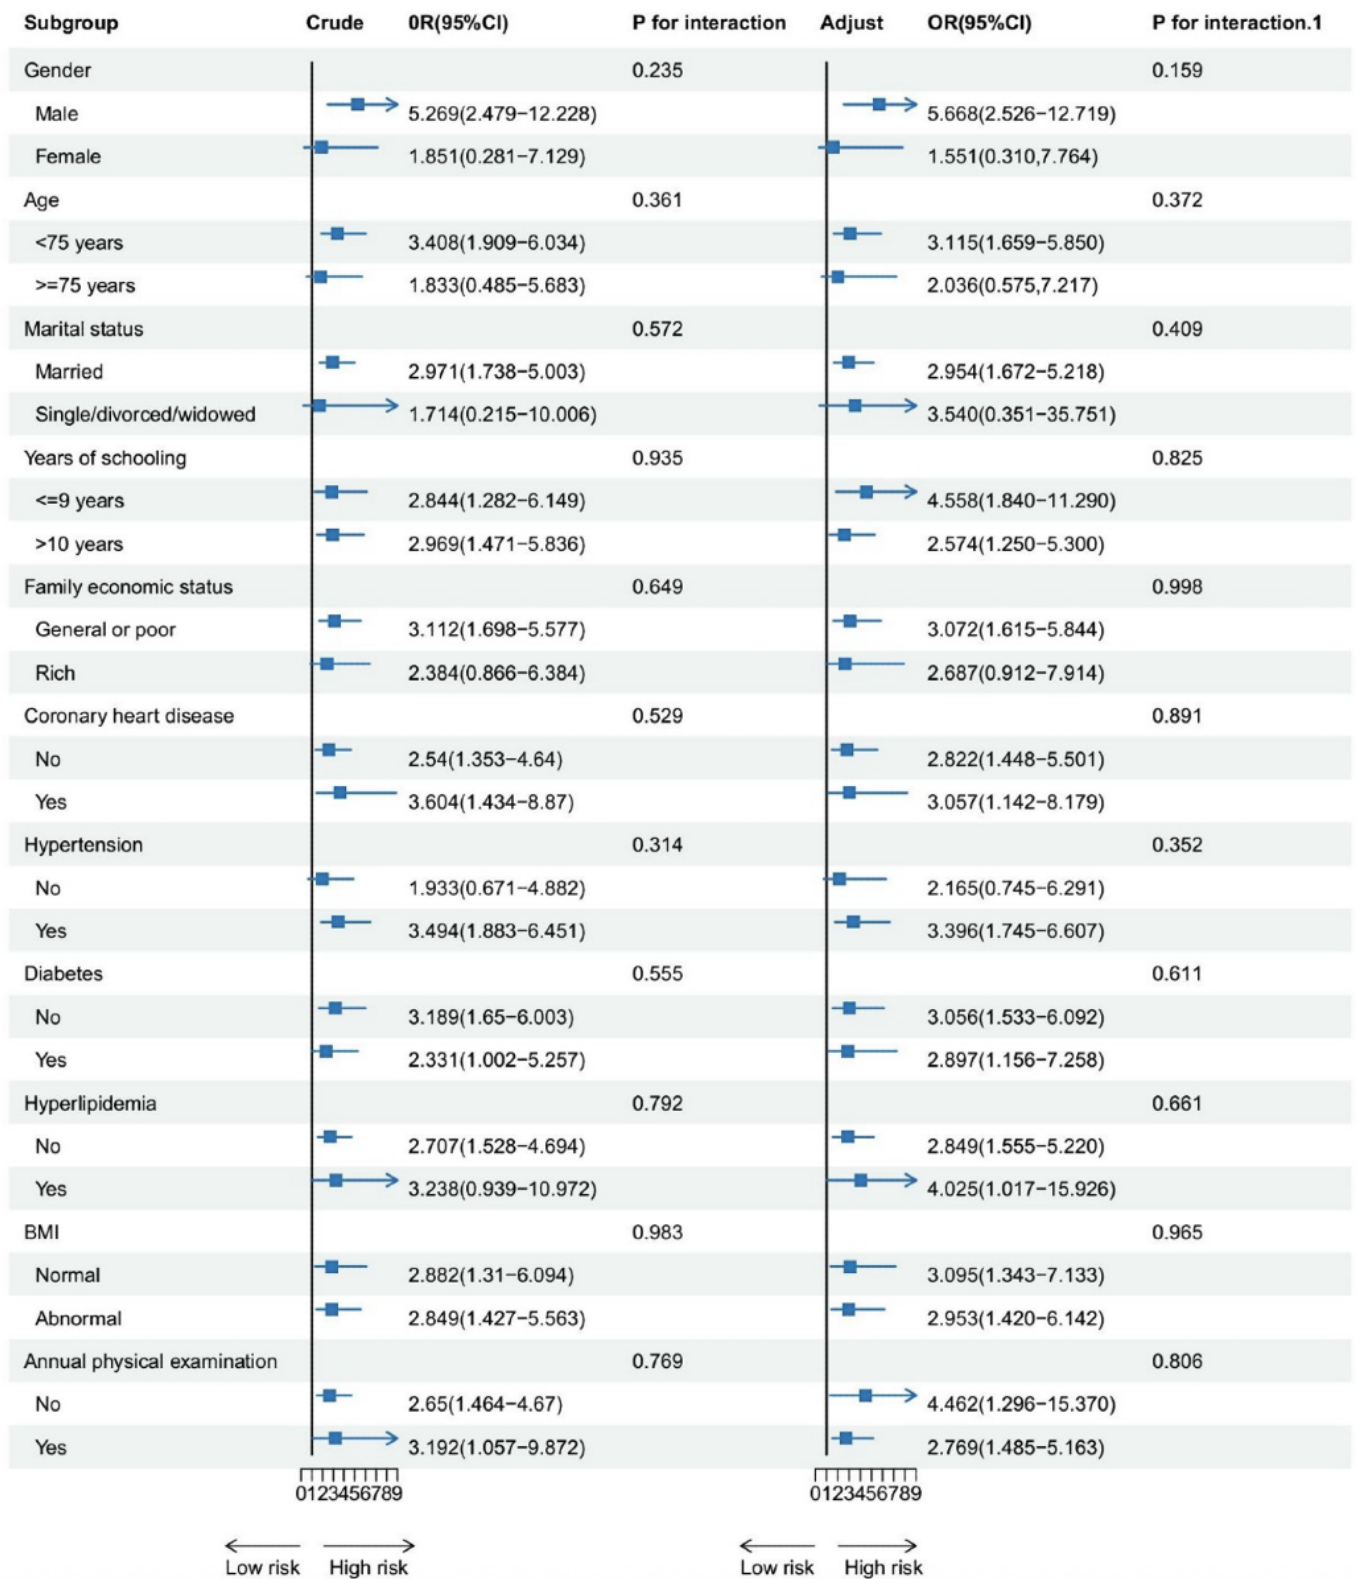 Subgroup Crude 0R(95%CI) P for interaction Adjust OR(95%CI) P for interaction.1
Gender 0.235 0.159
Male 5.269(2.479−12.228) 5.668(2.526−12.719)
Female 1.851(0.281−7.129) 1.551(0.310,7.764)
Age 0.361 0.372
<75 years 3.408(1.909−6.034) 3.115(1.659−5.850)
>=75 years 1.833(0.485−5.683) 2.036(0.575,7.217)
Marital status 0.572 0.409
Married 2.971(1.738−5.003) 2.954(1.672−5.218)
Single/divorced/widowed 1.714(0.215−10.006) 3.540(0.351−35.751)
Years of schooling 0.935 0.825
<=9 years 2.844(1.282−6.149) 4.558(1.840−11.290)
>10 years 2.969(1.471−5.836) 2.574(1.250−5.300)
Family economic status 0.649 0.998
General or poor 3.112(1.698−5.577) 3.072(1.615−5.844)
Rich 2.384(0.866−6.384) 2.687(0.912−7.914)
Coronary heart disease 0.529 0.891
No 2.54(1.353−4.64) 2.822(1.448−5.501)
Yes 3.604(1.434−8.87) 3.057(1.142−8.179)
Hypertension 0.314 0.352
No 1.933(0.671−4.882) 2.165(0.745−6.291)
Yes 3.494(1.883−6.451) 3.396(1.745−6.607)
Diabetes 0.555 0.611
No 3.189(1.65−6.003) 3.056(1.533−6.092)
Yes 2.331(1.002−5.257) 2.897(1.156−7.258)
Hyperlipidemia 0.792 0.661
No 2.707(1.528−4.694) 2.849(1.555−5.220)
Yes 3.238(0.939−10.972) 4.025(1.017−15.926)
BMI 0.983 0.965
Normal 2.882(1.31−6.094) 3.095(1.343−7.133)
Abnormal 2.849(1.427−5.563) 2.953(1.420−6.142)
Annual physical examination 0.769 0.806
No 2.65(1.464−4.67) 4.462(1.296−15.370)
Yes 3.192(1.057−9.872) 2.769(1.485−5.163)
0123456789 0123456789
Low risk High risk Low risk High risk